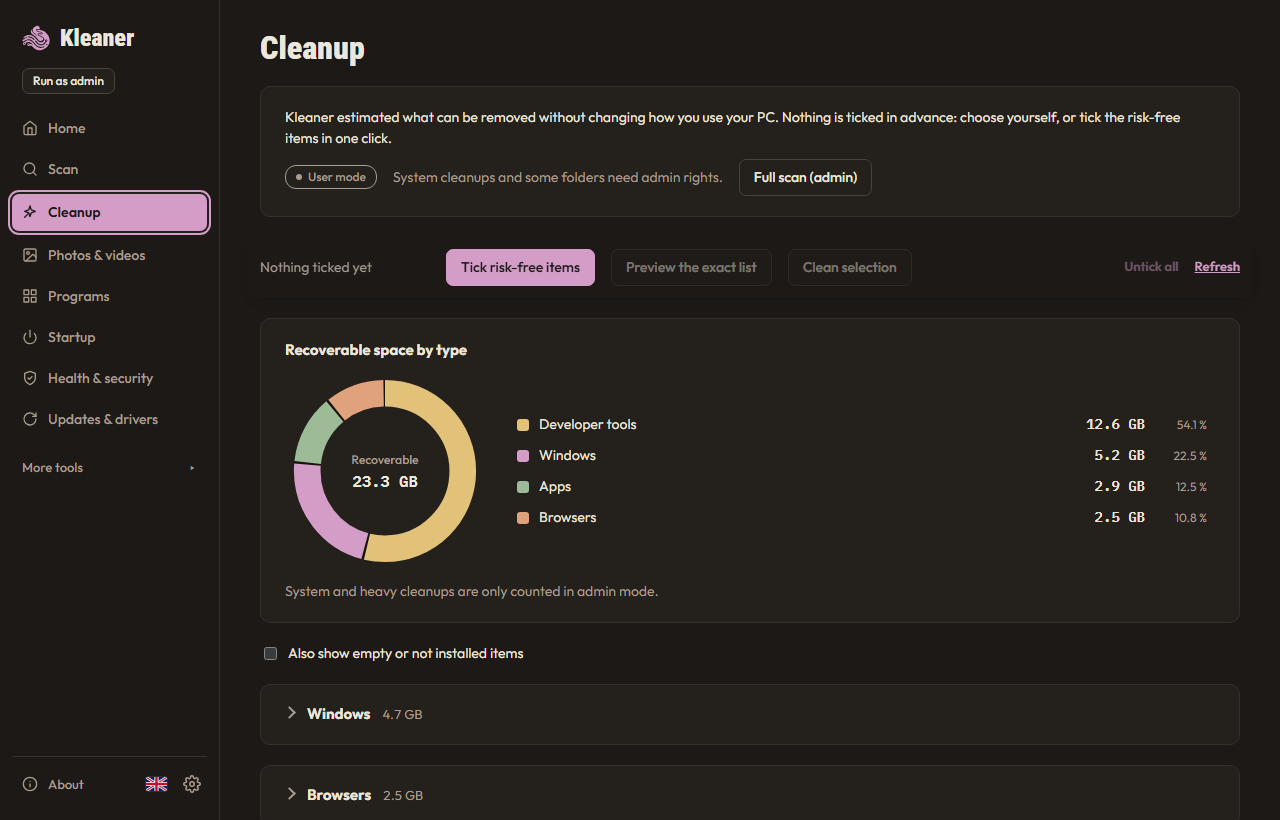 Kleaner
Run as admin
Home
Scan
Cleanup
Photos & videos
Programs
Startup
Health & security
Updates & drivers
More tools
About
Cleanup
Kleaner estimated what can be removed without changing how you use your PC. Nothing is ticked in advance: choose yourself, or tick the risk-free
items in one click.
User mode System cleanups and some folders need admin rights. Full scan (admin)
Nothing ticked yet Tick risk-free items Preview the exact list Clean selection Untick all Refresh
Recoverable space by type
Recoverable
23.3 GB
Developer tools 12.6 GB 54.1 %
Windows 5.2 GB 22.5 %
Apps 2.9 GB 12.5 %
Browsers 2.5 GB 10.8 %
System and heavy cleanups are only counted in admin mode.
Also show empty or not installed items
Windows 4.7 GB
Browsers 2.5 GB